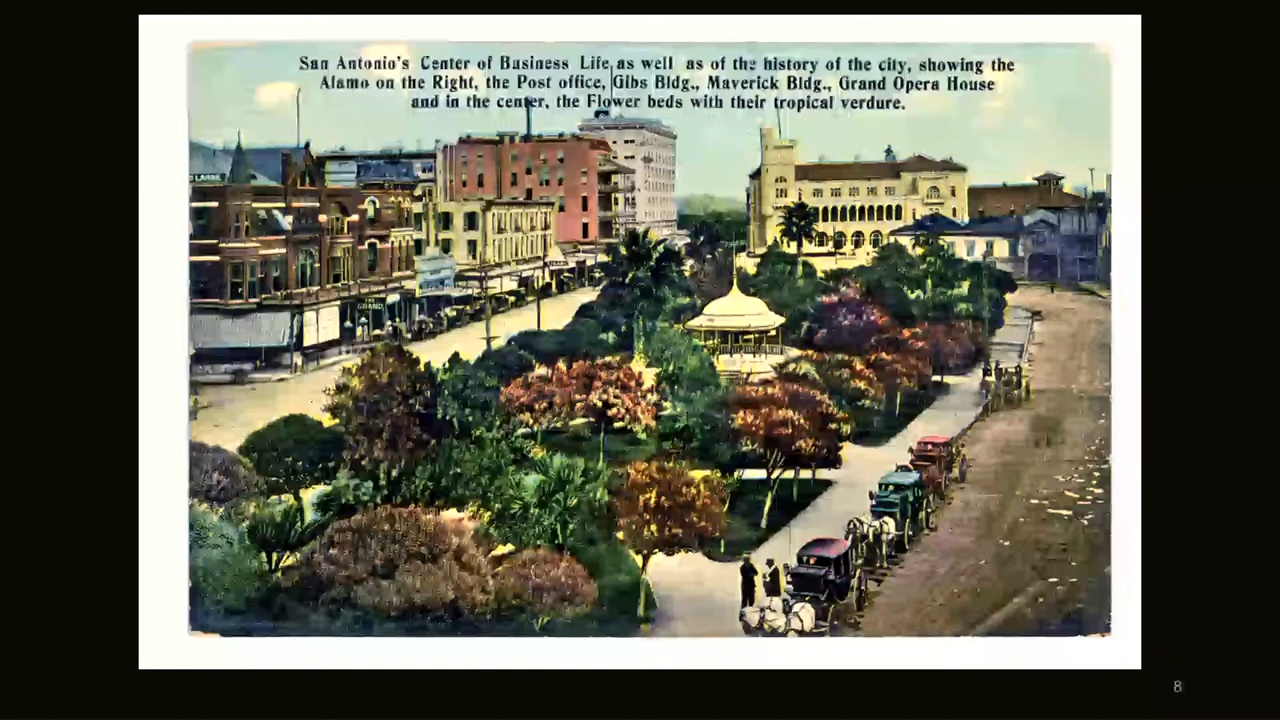 San Antonio's Center of Business Life as well as of the history of the city, showing the
Alamo on the Right, the Post office, Gibs Bldg., Maverick Bldg., Grand Opera House
and in the center, the Flower beds with their tropical verdure.
THE
GRAND
8